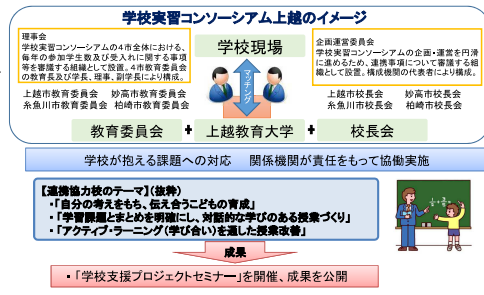 学校実習コンソーシアム上越のイメージ
理事会
学校実習コンソーシアムの4市全体における、
毎年の参加学生数及び受入れに関する事項
等を審議する組織として設置。4市教育委員会
の教育長及び学長、理事、副学長により構成。
上越市教育委員会 妙高市教育委員会
糸魚川市教育委員会 柏崎市教育委員会
学校現場
マッチング
企画運営委員会
学校実習コンソーシアムの企画・運営を円滑
に進めるため、連携事項について審議する組
織として設置。構成機関の代表者により構成。
上越市校長会 妙高市校長会
糸魚川市校長会 柏崎市校長会
教育委員会 + 上越教育大学 + 校長会
学校が抱える課題への対応 関係機関が責任をもって協働実施
【連携協力校のテーマ】(抜粋)
・「自分の考えをもち、伝え合うこどもの育成」
・「学習課題とまとめを明確にし、対話的な学びのある授業づくり」
・「アクティブ・ラーニング(学び合い)を通した授業改善」
成果
・「学校支援プロジェクトセミナー」を開催、成果を公開